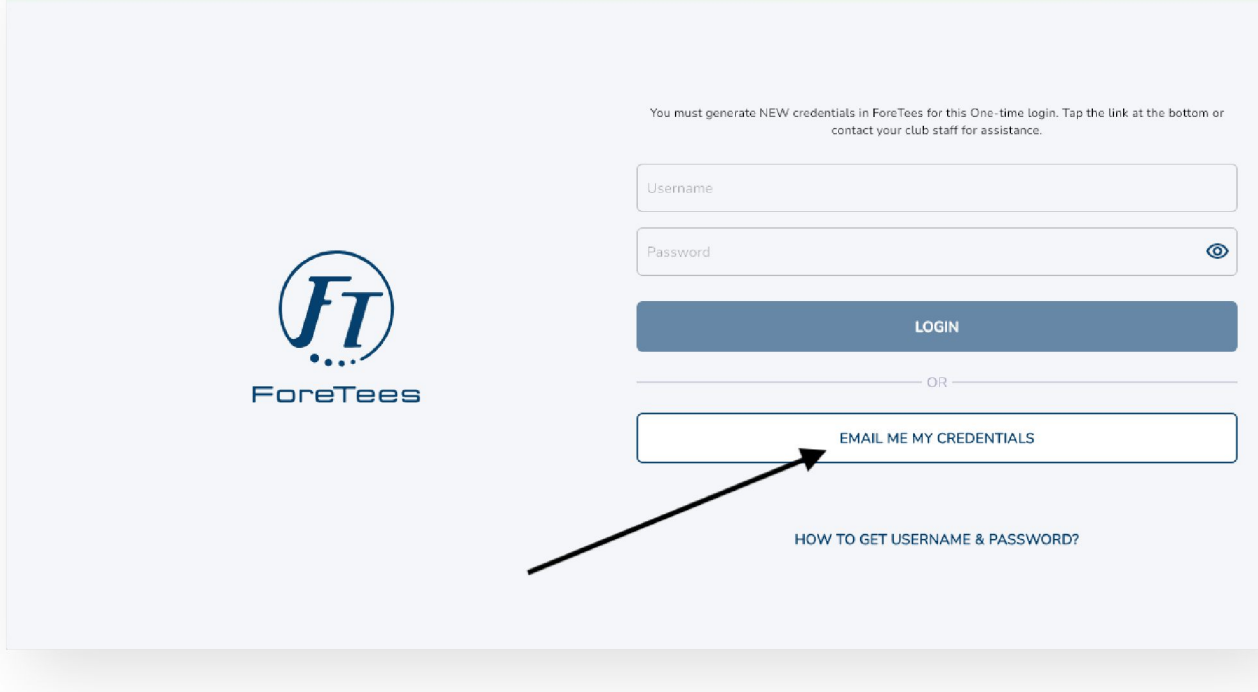 You must generate NEW credentials in ForeTees for this One-time login. Tap the link at the bottom or
contact your club staff for assistance.
Username
Password
FT
ForeTees
LOGIN
OR
EMAIL ME MY CREDENTIALS
HOW TO GET USERNAME & PASSWORD?